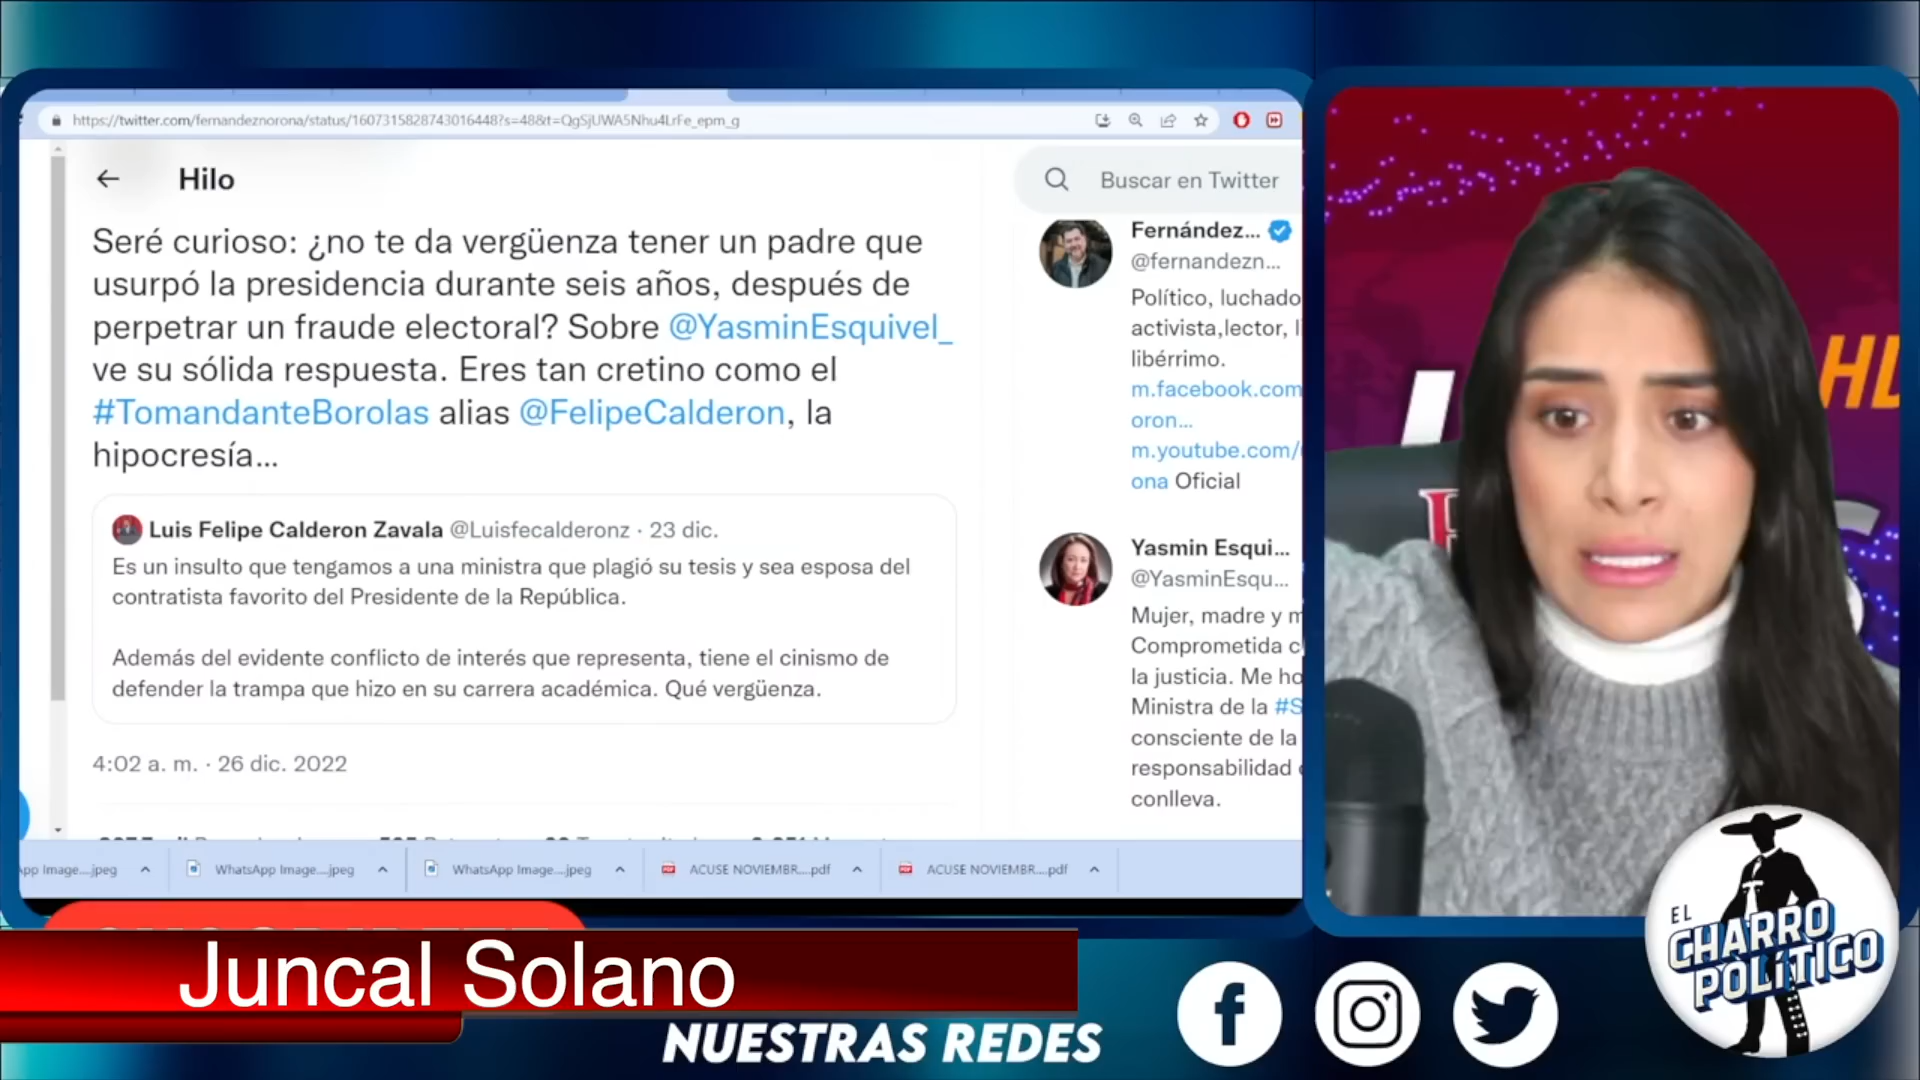 https://twitter.com/fernandeznorona/status/1607315828743016448?s=48&t=QgSjUWA5Nhu4LrFe_epm_g
Hilo
Seré curioso: ¿no te da vergüenza tener un padre que
usurpó la presidencia durante seis años, después de
perpetrar un fraude electoral? Sobre @YasminEsquivel_
ve su sólida respuesta. Eres tan cretino como el
#TomandanteBorolas alias @FelipeCalderon, la
hipocresía...
Luis Felipe Calderon Zavala @Luisfecalderonz · 23 dic.
Es un insulto que tengamos a una ministra que plagió su tesis y sea esposa del
contratista favorito del Presidente de la República.
Además del evidente conflicto de interés que representa, tiene el cinismo de
defender la trampa que hizo en su carrera académica. Qué vergüenza.
4:02 a. m. · 26 dic. 2022
Buscar en Twitter
Fernández...
@fernandezn...
Político, luchado
activista,lector, l
libérrimo.
m.facebook.com
oron...
m.youtube.com/
ona Oficial
Yasmin Esqui...
@YasminEsqu...
Mujer, madre y m
Comprometida c
la justicia. Me ho
Ministra de la #S
consciente de la
responsabilidad
conlleva.
pp Image....jpeg
WhatsApp Image....jpeg
WhatsApp Image....jpeg
ACUSE NOVIEMBR....pdf
ACUSE NOVIEMBR....pdf
Juncal Solano
NUESTRAS REDES
EL
CHARRO
POLÍTICO